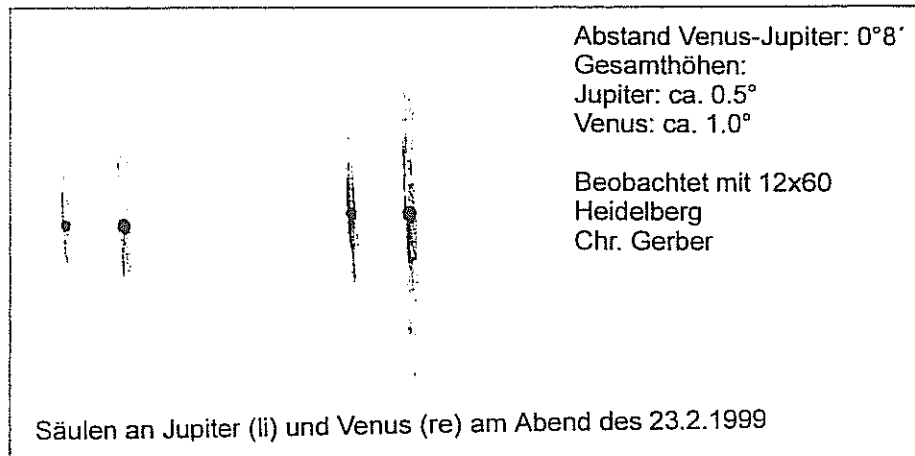 Abstand Venus-Jupiter: 0°8´
Gesamthöhen:
Jupiter: ca. 0.5°
Venus: ca. 1.0°
Beobachtet mit 12x60
Heidelberg
Chr. Gerber
Säulen an Jupiter (li) und Venus (re) am Abend des 23.2.1999